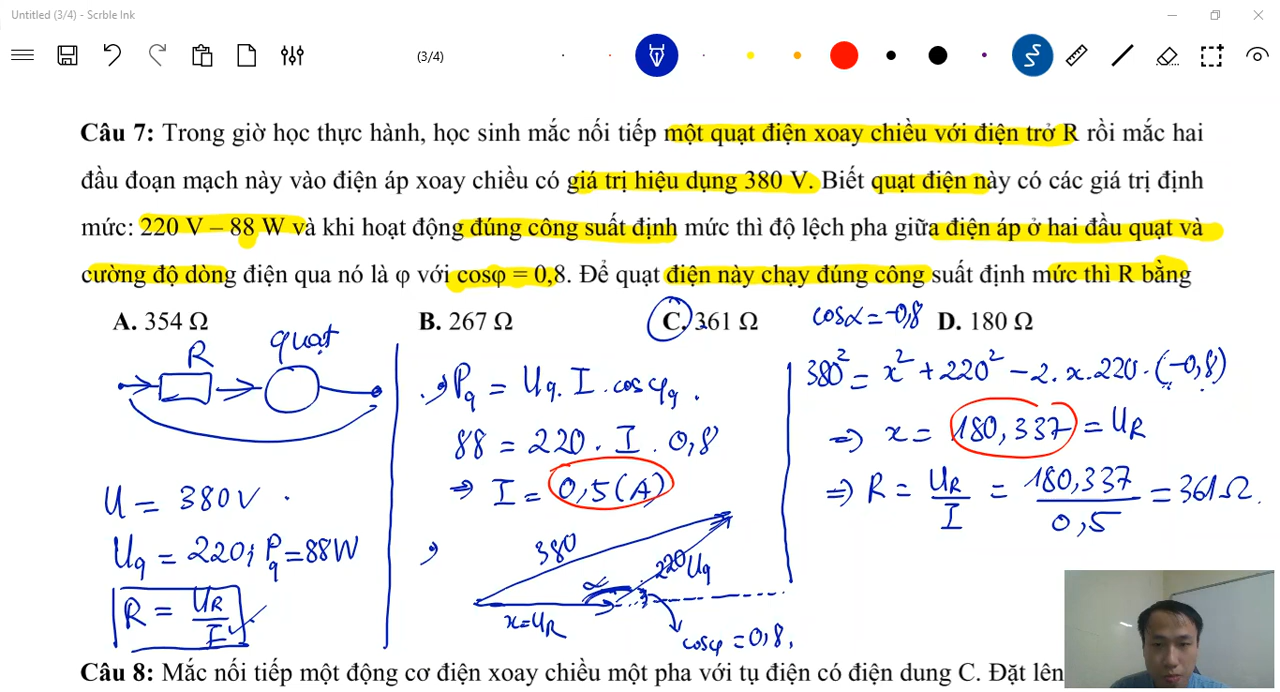 Untitled (3/4) - Scrble Ink
(3/4)
Câu 7: Trong giờ học thực hành, học sinh mắc nối tiếp một quạt điện xoay chiều với điện trở R rồi mắc hai
đầu đoạn mạch này vào điện áp xoay chiều có giá trị hiệu dụng 380 V. Biết quạt điện này có các giá trị định
mức: 220 V – 88 W và khi hoạt động đúng công suất định mức thì độ lệch pha giữa điện áp ở hai đầu quạt và
cường độ dòng điện qua nó là φ với cosφ = 0,8. Để quạt điện này chạy đúng công suất định mức thì R bằng
A. 354 Ω B. 267 Ω C. 361 Ω D. 180 Ω
R quạt
U = 380V
Uq = 220; Pq = 88W
R = UR/I
Pq = Uq. I. cosφq.
88 = 220. I. 0,8
=> I = 0,5(A)
380
220 Uq
α
x=UR
cosφ = 0,8.
cosα = -0,8
380² = x² + 220² - 2. x. 220. (-0,8)
=> x = 180,337 = UR
=> R = UR/I = 180,337/0,5 = 361Ω.
Câu 8: Mắc nối tiếp một động cơ điện xoay chiều một pha với tụ điện có điện dung C. Đặt lên